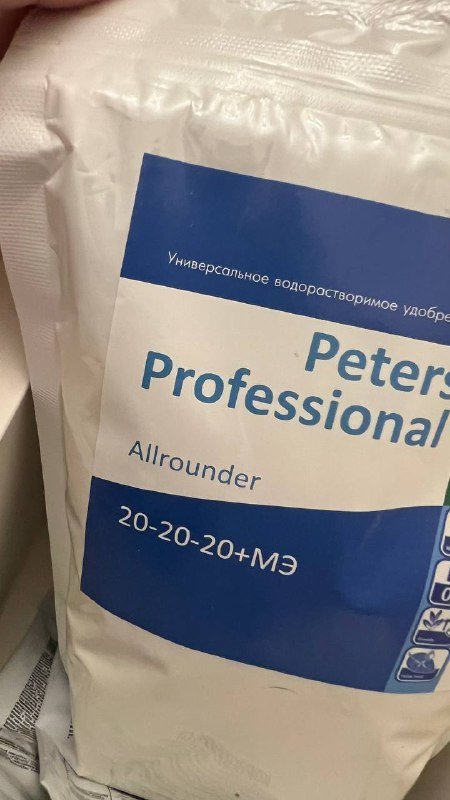 Универсальное водорастворимое удобре
Peters
Professional
Allrounder
20-20-20+МЭ